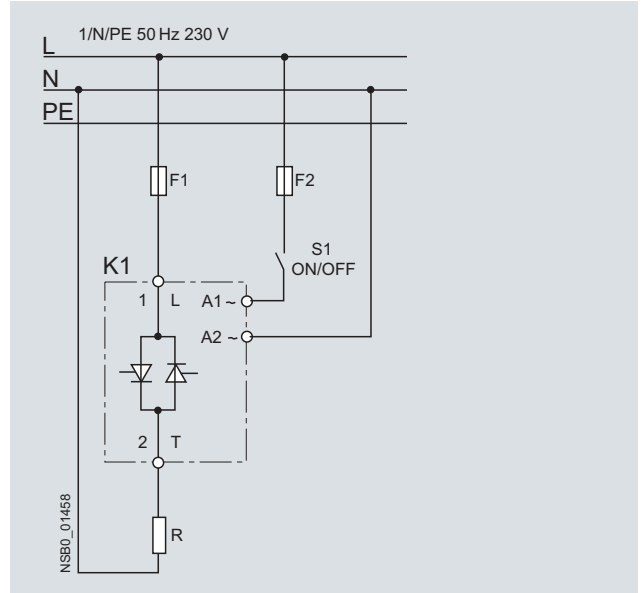 1/N/PE 50 Hz 230 V
L
N
PE
F1
F2
S1
ON/OFF
K1
1 L
A1 ~
A2 ~
2 T
R
NSB0_01458